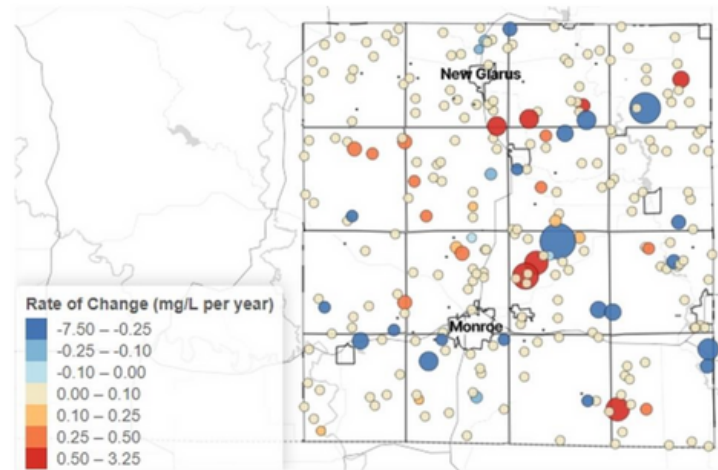 New Glarus
Rate of Change (mg/L per year)
-7.50 – -0.25
-0.25 – -0.10
-0.10 – 0.00
0.00 – 0.10
0.10 – 0.25
0.25 – 0.50
0.50 – 3.25
Monroe